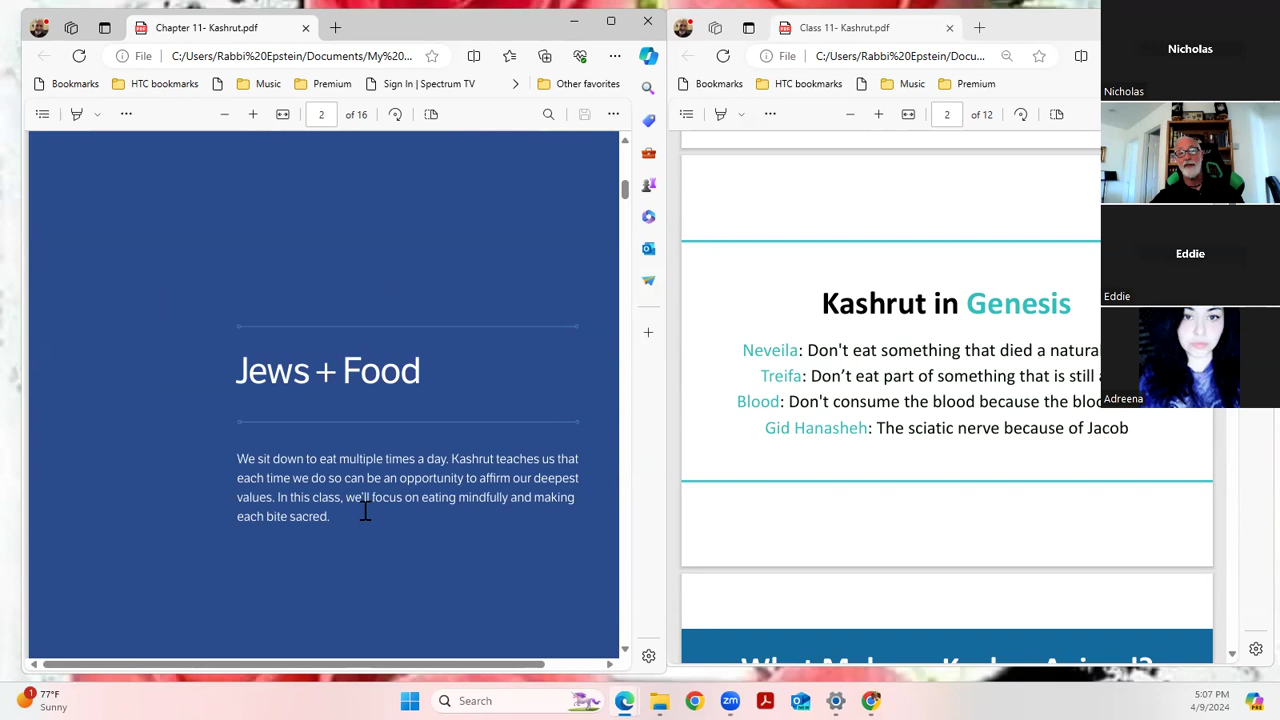 Chapter 11- Kashrut.pdf
File
C:/Users/Rabbi%20Epstein/Documents/My%20...
Bookmarks
HTC bookmarks
Music
Premium
Sign In | Spectrum TV
Other favorites
2 of 16
Jews + Food
We sit down to eat multiple times a day. Kashrut teaches us that
each time we do so can be an opportunity to affirm our deepest
values. In this class, we'll focus on eating mindfully and making
each bite sacred.
Class 11- Kashrut.pdf
File
C:/Users/Rabbi%20Epstein/Docu...
Bookmarks
HTC bookmarks
Music
Premium
2 of 12
Kashrut in Genesis
Neveila: Don't eat something that died a natura
Treifa: Don't eat part of something that is still a
Blood: Don't consume the blood because the bloo
Gid Hanasheh: The sciatic nerve because of Jacob
Nicholas
Nicholas
Eddie
Eddie
Adreena
1
77°F
Sunny
Search
zm
5:07 PM
4/9/2024